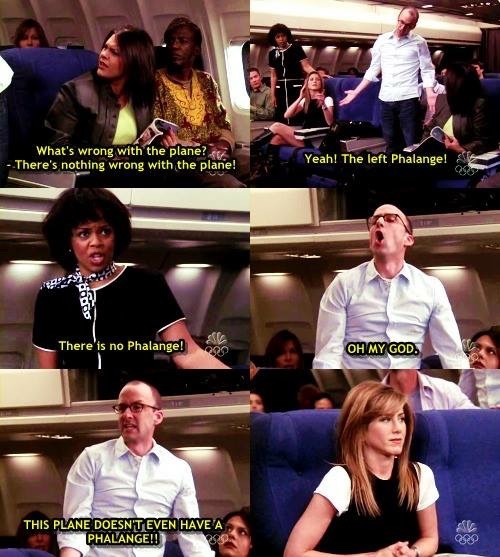 What's wrong with the plane?
- There's nothing wrong with the plane!
Yeah! The left Phalange!
There is no Phalange!
OH MY GOD.
THIS PLANE DOESN'T EVEN HAVE A
PHALANGE!!